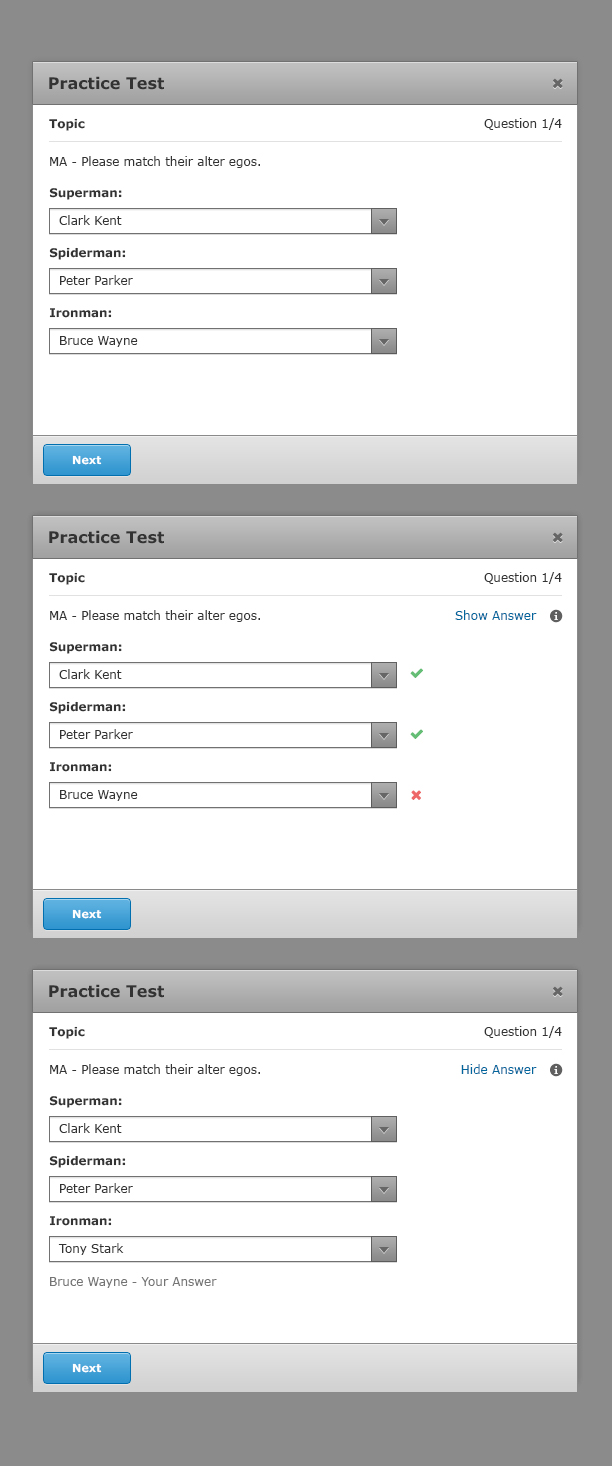 Practice Test
Topic Question 1/4
MA - Please match their alter egos.
Superman:
Clark Kent
Spiderman:
Peter Parker
Ironman:
Bruce Wayne
Next
Practice Test
Topic Question 1/4
MA - Please match their alter egos. Show Answer
Superman:
Clark Kent
Spiderman:
Peter Parker
Ironman:
Bruce Wayne
Next
Practice Test
Topic Question 1/4
MA - Please match their alter egos. Hide Answer
Superman:
Clark Kent
Spiderman:
Peter Parker
Ironman:
Tony Stark
Bruce Wayne - Your Answer
Next